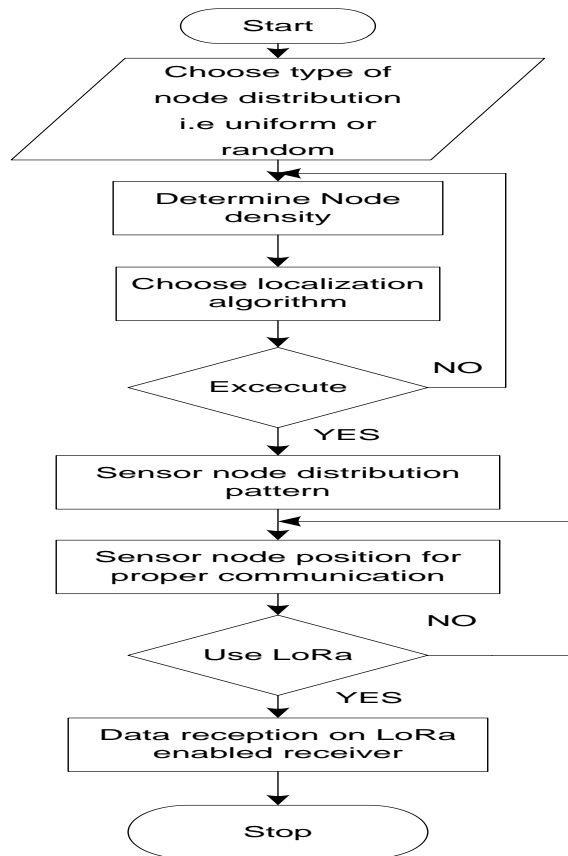 Start
Choose type of
node distribution
i.e uniform or
random
Determine Node
density
Choose localization
algorithm
Excecute
NO
YES
Sensor node distribution
pattern
Sensor node position for
proper communication
NO
Use LoRa
YES
Data reception on LoRa
enabled receiver
Stop